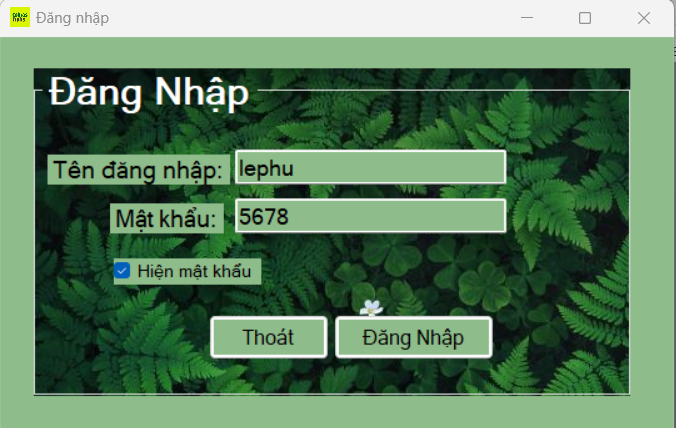 Đăng nhập
Đăng Nhập
Tên đăng nhập: lephu
Mật khẩu: 5678
Hiện mật khẩu
Thoát Đăng Nhập